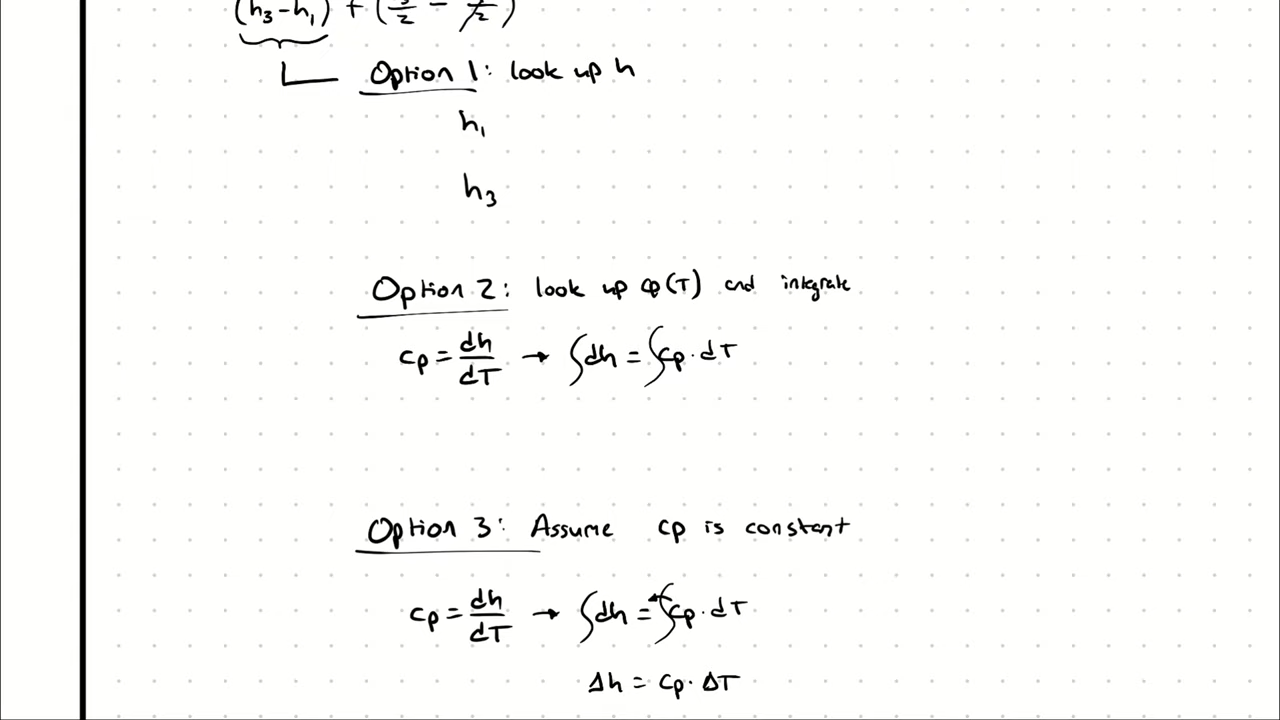 (h₃-h₁) + (
Option 1: look up h
h₁
h₃
Option 2: look up cp(T) and integrate
cp = dh/dT → ∫dh = ∫cp · dT
Option 3: Assume cp is constant
cp = dh/dT → ∫dh = ∫cp · dT
Δh = cp · ΔT